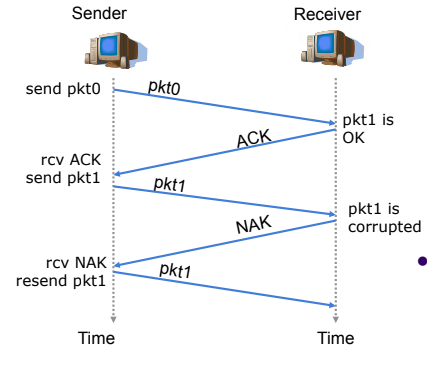 Sender
Receiver
send pkt0
pkt0
pkt1 is
OK
ACK
rcv ACK
send pkt1
pkt1
pkt1 is
corrupted
NAK
rcv NAK
resend pkt1
pkt1
Time
Time